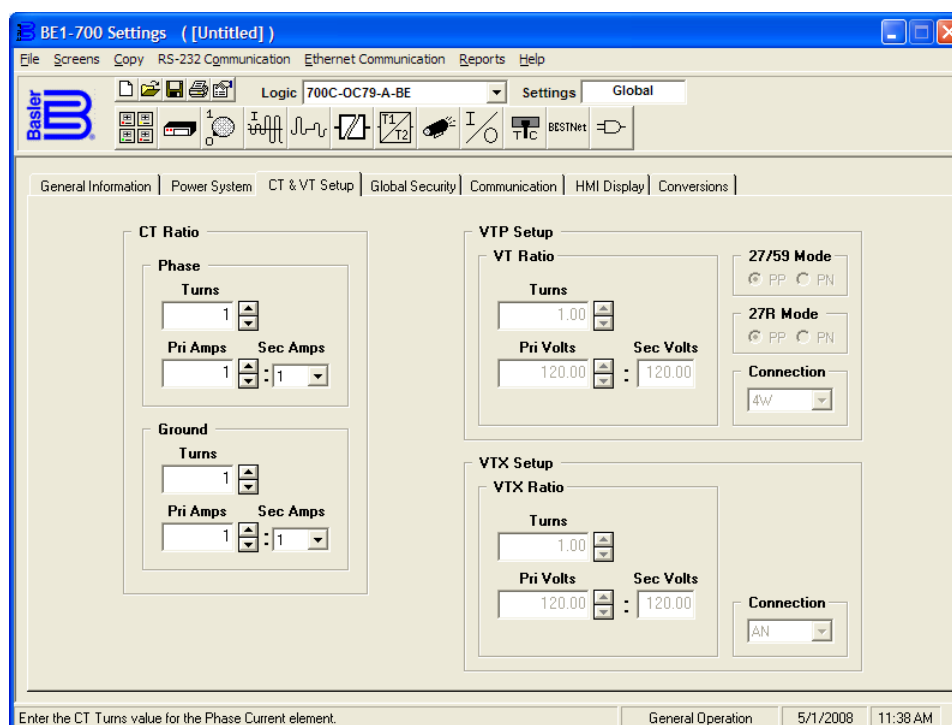 BE1-700 Settings ( [Untitled] )
File Screens Copy RS-232 Communication Ethernet Communication Reports Help
Basler
Logic 700C-OC79-A-BE Settings Global
1 0 I T1 T2 I O T T C BESTNet
General Information Power System CT & VT Setup Global Security Communication HMI Display Conversions
CT Ratio
Phase
Turns
1
Pri Amps Sec Amps
1 : 1
Ground
Turns
1
Pri Amps Sec Amps
1 : 1
VTP Setup
VT Ratio
Turns
1.00
Pri Volts Sec Volts
120.00 : 120.00
27/59 Mode
PP PN
27R Mode
PP PN
Connection
4W
VTX Setup
VTX Ratio
Turns
1.00
Pri Volts Sec Volts
120.00 : 120.00
Connection
AN
Enter the CT Turns value for the Phase Current element. General Operation 5/1/2008 11:38 AM